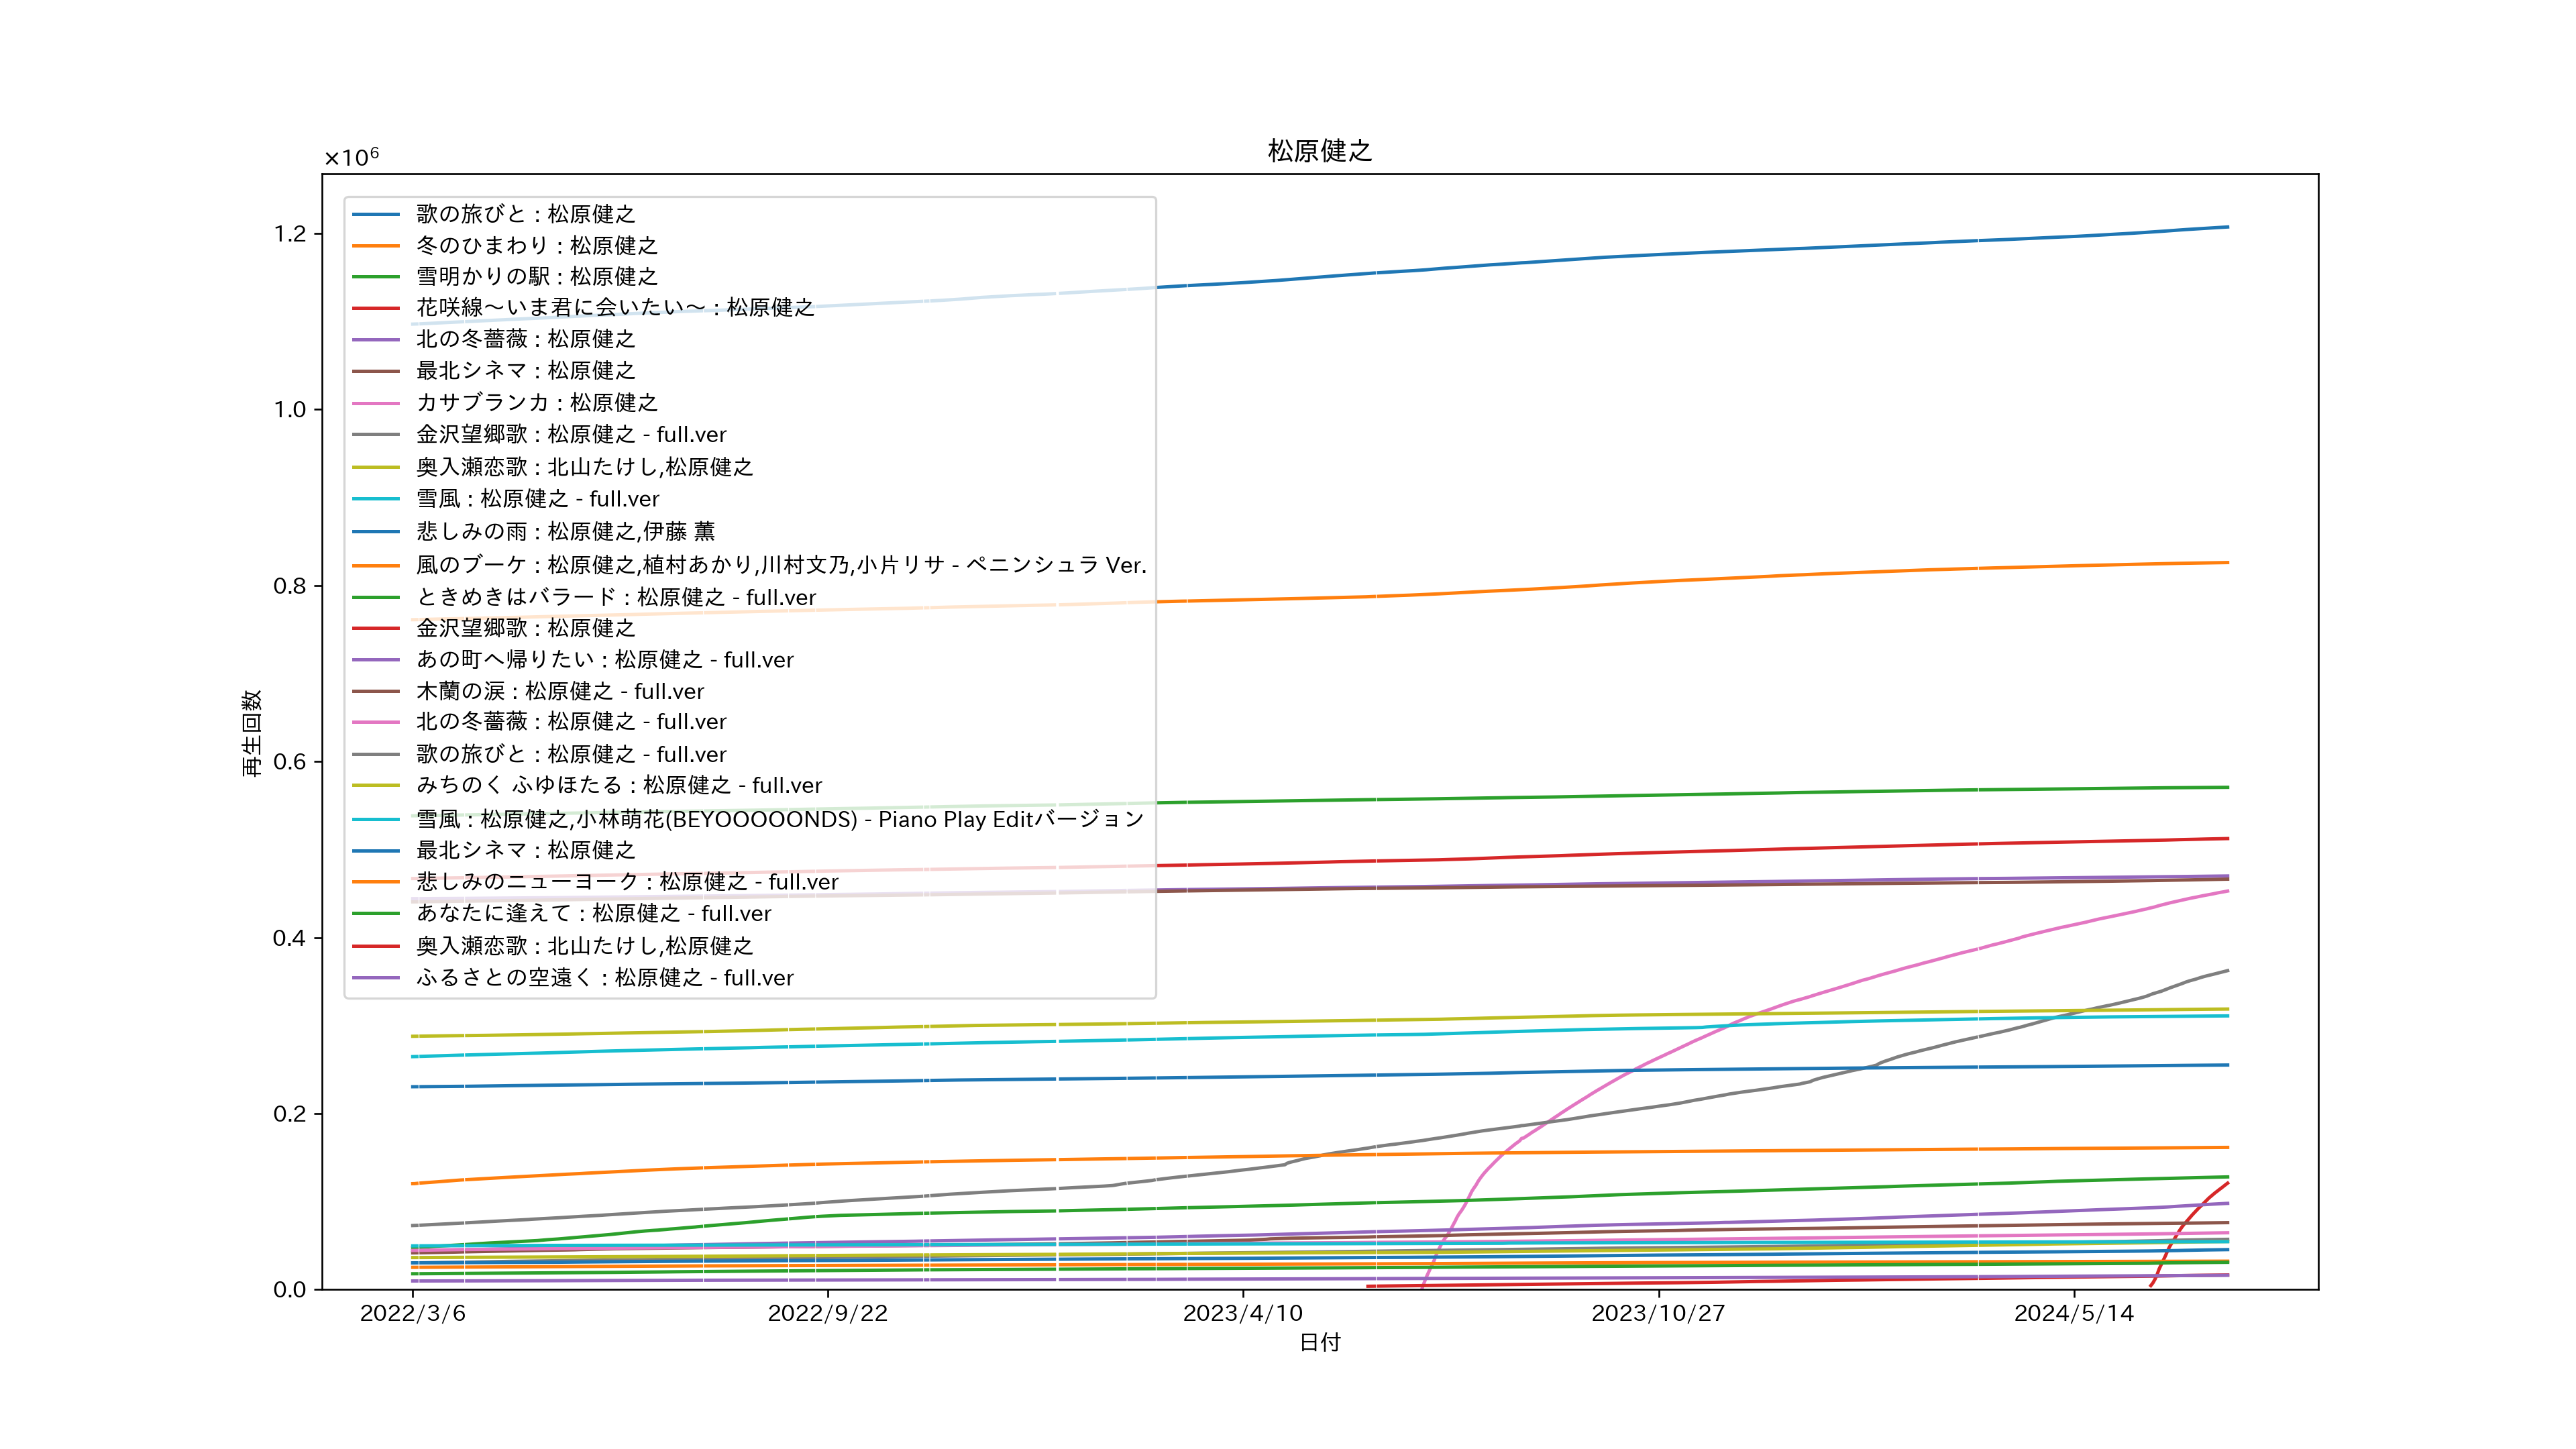 松原健之
×10⁶
1.2
1.0
0.8
0.6
0.4
0.2
0.0
再生回数
歌の旅びと : 松原健之
冬のひまわり : 松原健之
雪明かりの駅 : 松原健之
花咲線～いま君に会いたい～ : 松原健之
北の冬薔薇 : 松原健之
最北シネマ : 松原健之
カサブランカ : 松原健之
金沢望郷歌 : 松原健之 - full.ver
奥入瀬恋歌 : 北山たけし,松原健之
雪風 : 松原健之 - full.ver
悲しみの雨 : 松原健之,伊藤 薫
風のブーケ : 松原健之,植村あかり,川村文乃,小片リサ - ペニンシュラ Ver.
ときめきはバラード : 松原健之 - full.ver
金沢望郷歌 : 松原健之
あの町へ帰りたい : 松原健之 - full.ver
木蘭の涙 : 松原健之 - full.ver
北の冬薔薇 : 松原健之 - full.ver
歌の旅びと : 松原健之 - full.ver
みちのく ふゆほたる : 松原健之 - full.ver
雪風 : 松原健之,小林萌花(BEYOOOOONDS) - Piano Play Editバージョン
最北シネマ : 松原健之
悲しみのニューヨーク : 松原健之 - full.ver
あなたに逢えて : 松原健之 - full.ver
奥入瀬恋歌 : 北山たけし,松原健之
ふるさとの空遠く : 松原健之 - full.ver
2022/3/6
2022/9/22
2023/4/10
2023/10/27
2024/5/14
日付